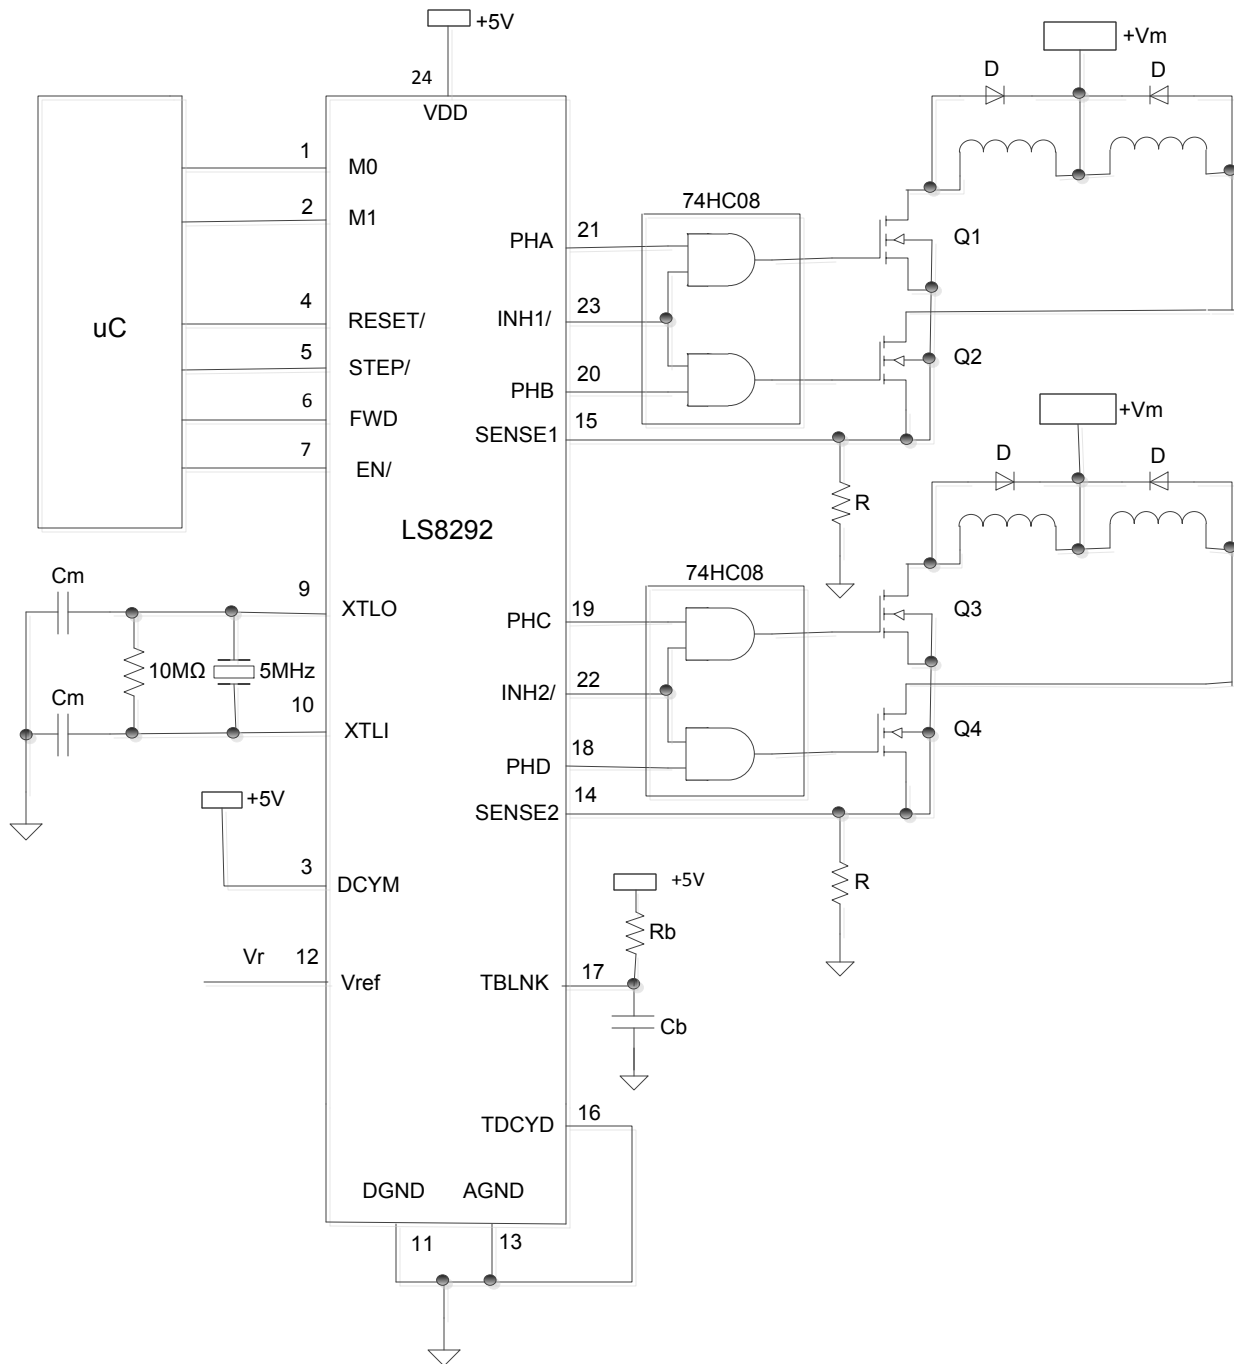 +5V
+Vm
24
VDD
D
D
1
M0
2
M1
74HC08
21
PHA
Q1
4
RESET/
23
INH1/
uC
5
STEP/
Q2
20
PHB
6
FWD
15
SENSE1
+Vm
7
EN/
D
D
R
LS8292
74HC08
Cm
9
XTLO
19
PHC
Q3
10MΩ
5MHz
Cm
10
XTLI
22
INH2/
Q4
18
PHD
+5V
14
SENSE2
3
DCYM
+5V
R
Rb
Vr
12
Vref
17
TBLNK
Cb
16
TDCYD
DGND
AGND
11
13